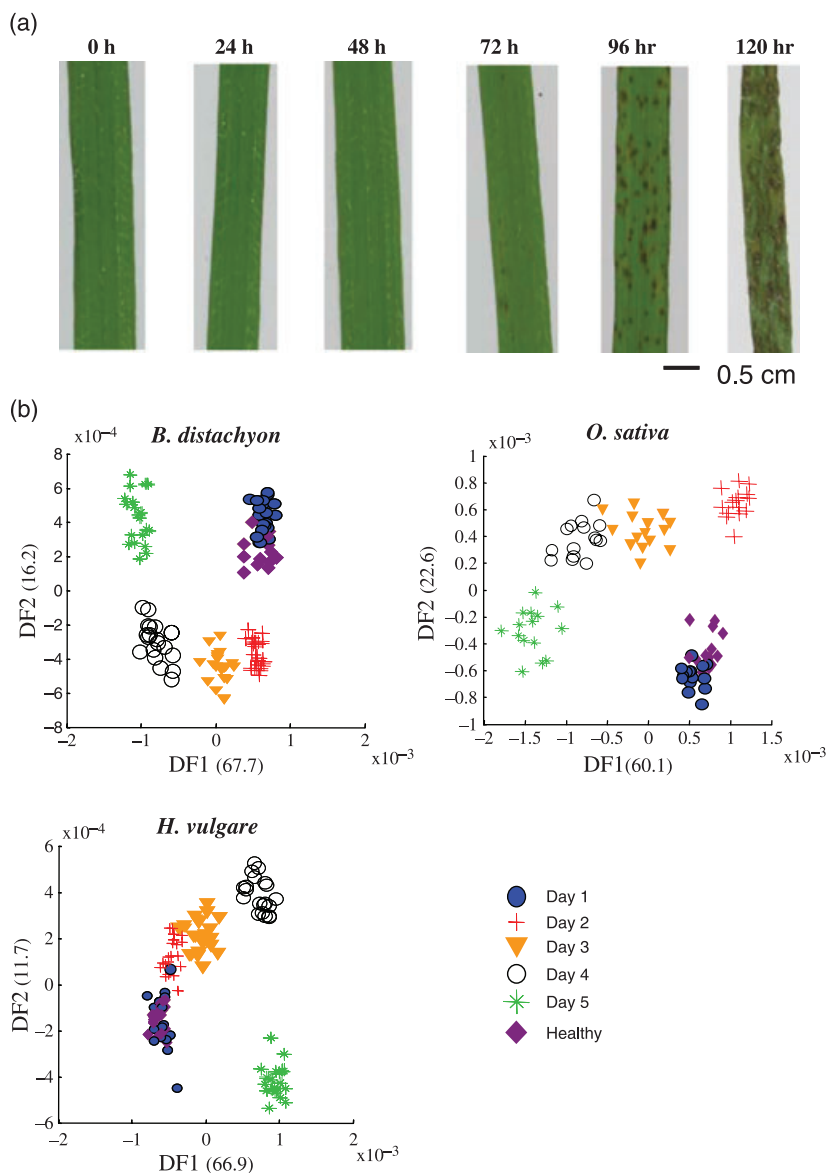 (a)
0 h 24 h 48 h 72 h 96 hr 120 hr
0.5 cm
(b)
B. distachyon
x10⁻⁴
8
6
4
2
0
−2
−4
−6
−8
DF2 (16.2)
−2 −1 0 1 2
DF1 (67.7) x10⁻³
O. sativa
x10⁻³
1
0.8
0.6
0.4
0.2
0
−0.2
−0.4
−0.6
−0.8
−1
DF2 (22.6)
−2 −1.5 −1 −0.5 0 0.5 1 1.5
DF1(60.1) x10⁻³
H. vulgare
x10⁻⁴
6
4
2
0
−2
−4
−6
DF2 (11.7)
−2 −1 0 1 2
DF1 (66.9) x10⁻³
Day 1
Day 2
Day 3
Day 4
Day 5
Healthy